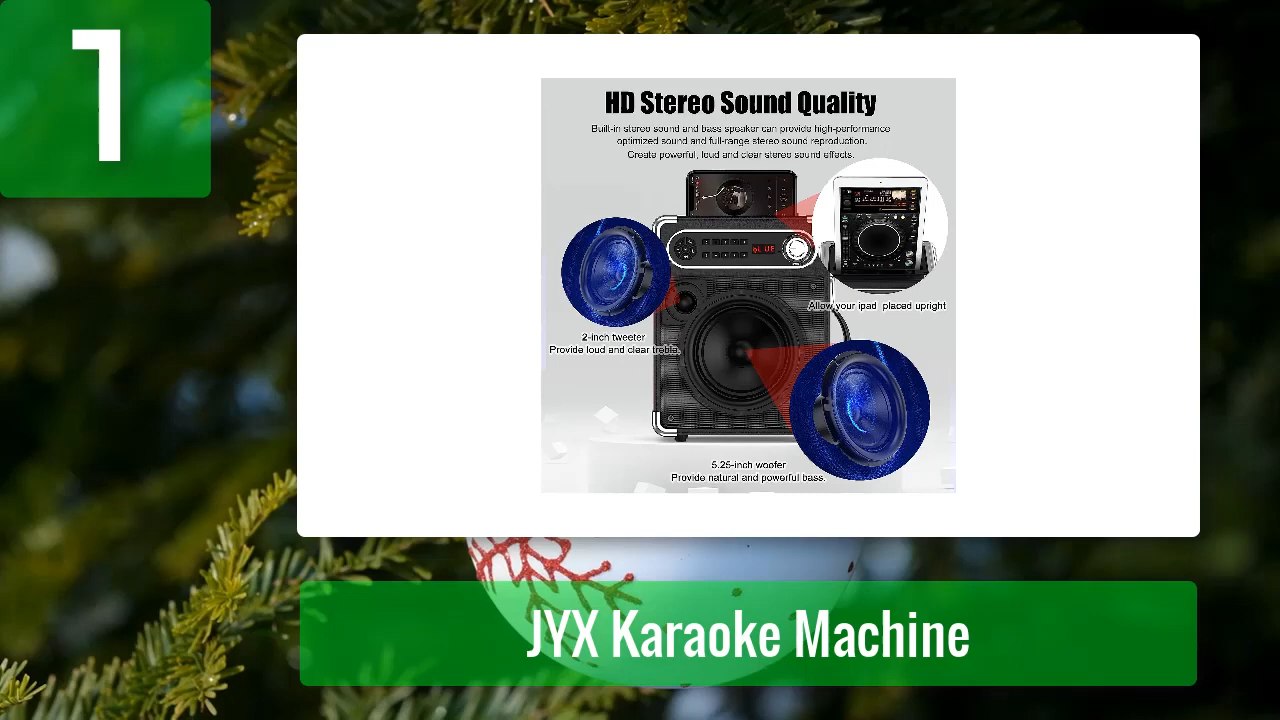 1
HD Stereo Sound Quality
Built-in stereo sound and bass speaker can provide high-performance
optimized sound and full-range stereo sound reproduction.
Create powerful, loud and clear stereo sound effects.
BLUE
Allow your ipad placed upright
2-inch tweeter
Provide loud and clear treble.
5.25-inch woofer
Provide natural and powerful bass.
JYX Karaoke Machine